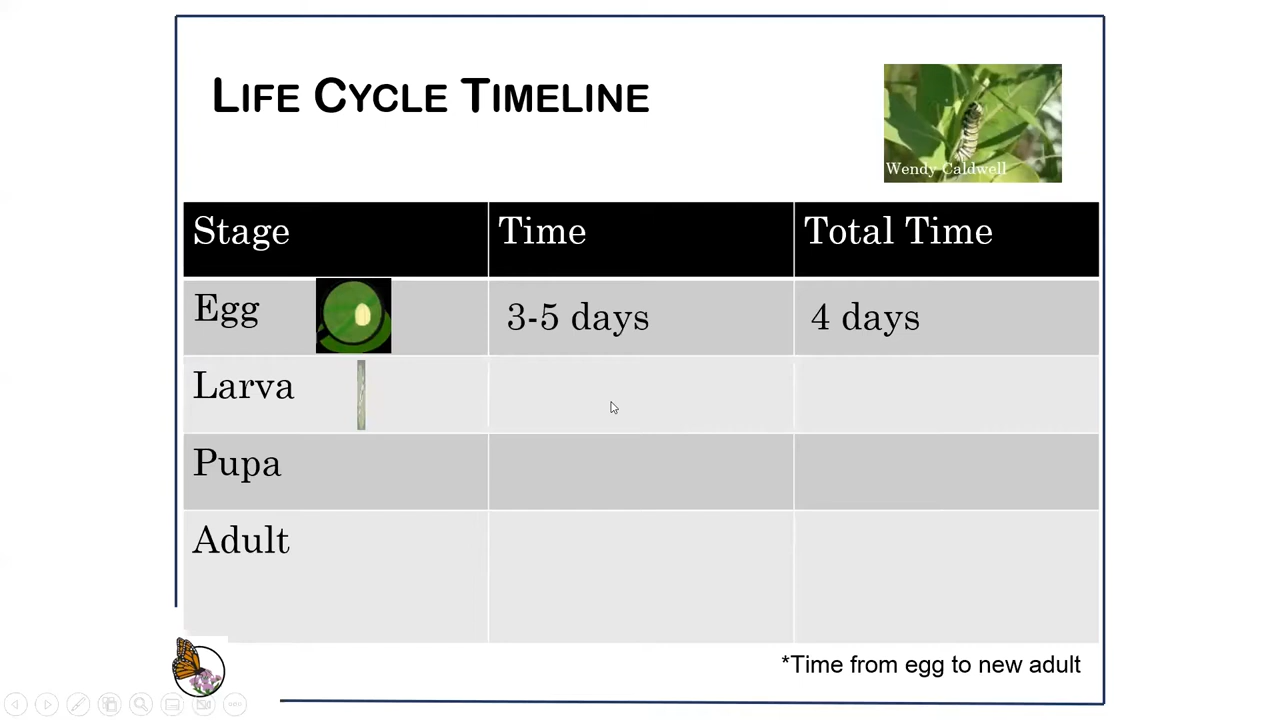 LIFE CYCLE TIMELINE
Wendy Caldwell
Stage Time Total Time
Egg 3-5 days 4 days
Larva
Pupa
Adult
*Time from egg to new adult